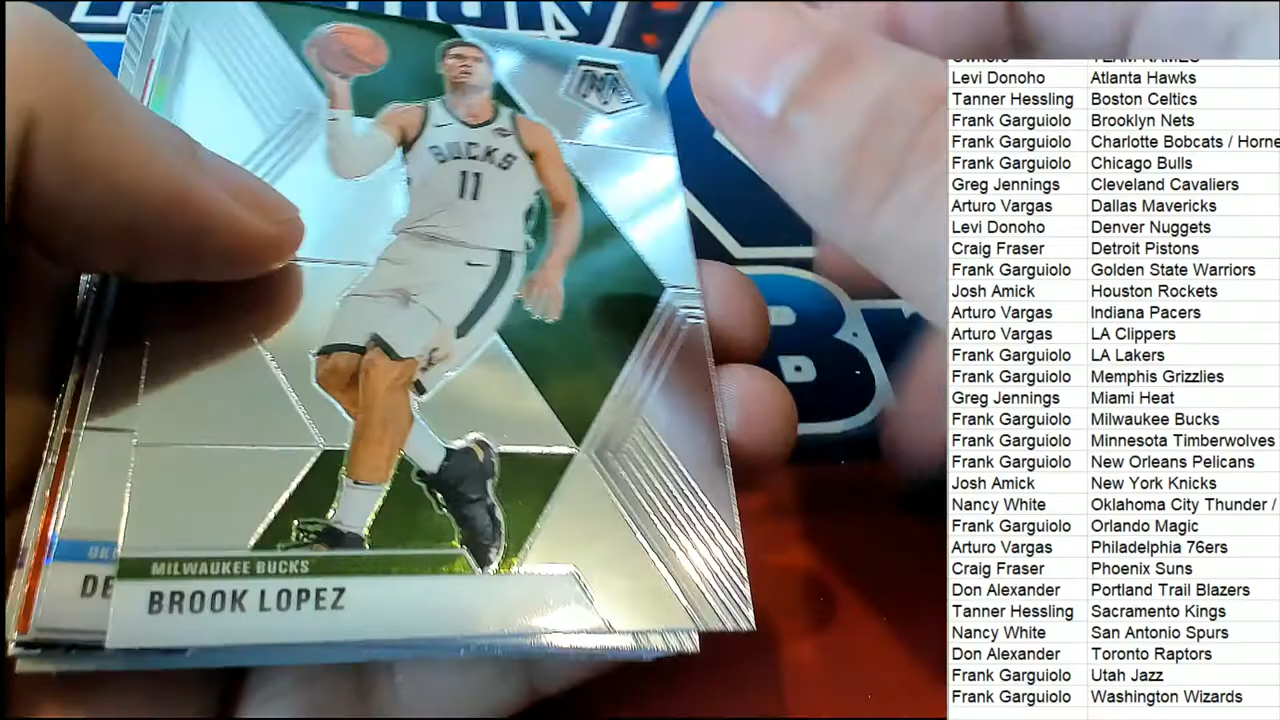 BUCKS
11
MILWAUKEE BUCKS
BROOK LOPEZ
DE
Owners TEAM NAMES
Levi Donoho Atlanta Hawks
Tanner Hessling Boston Celtics
Frank Garguiolo Brooklyn Nets
Frank Garguiolo Charlotte Bobcats / Horne
Frank Garguiolo Chicago Bulls
Greg Jennings Cleveland Cavaliers
Arturo Vargas Dallas Mavericks
Levi Donoho Denver Nuggets
Craig Fraser Detroit Pistons
Frank Garguiolo Golden State Warriors
Josh Amick Houston Rockets
Arturo Vargas Indiana Pacers
Arturo Vargas LA Clippers
Frank Garguiolo LA Lakers
Frank Garguiolo Memphis Grizzlies
Greg Jennings Miami Heat
Frank Garguiolo Milwaukee Bucks
Frank Garguiolo Minnesota Timberwolves
Frank Garguiolo New Orleans Pelicans
Josh Amick New York Knicks
Nancy White Oklahoma City Thunder /
Frank Garguiolo Orlando Magic
Arturo Vargas Philadelphia 76ers
Craig Fraser Phoenix Suns
Don Alexander Portland Trail Blazers
Tanner Hessling Sacramento Kings
Nancy White San Antonio Spurs
Don Alexander Toronto Raptors
Frank Garguiolo Utah Jazz
Frank Garguiolo Washington Wizards